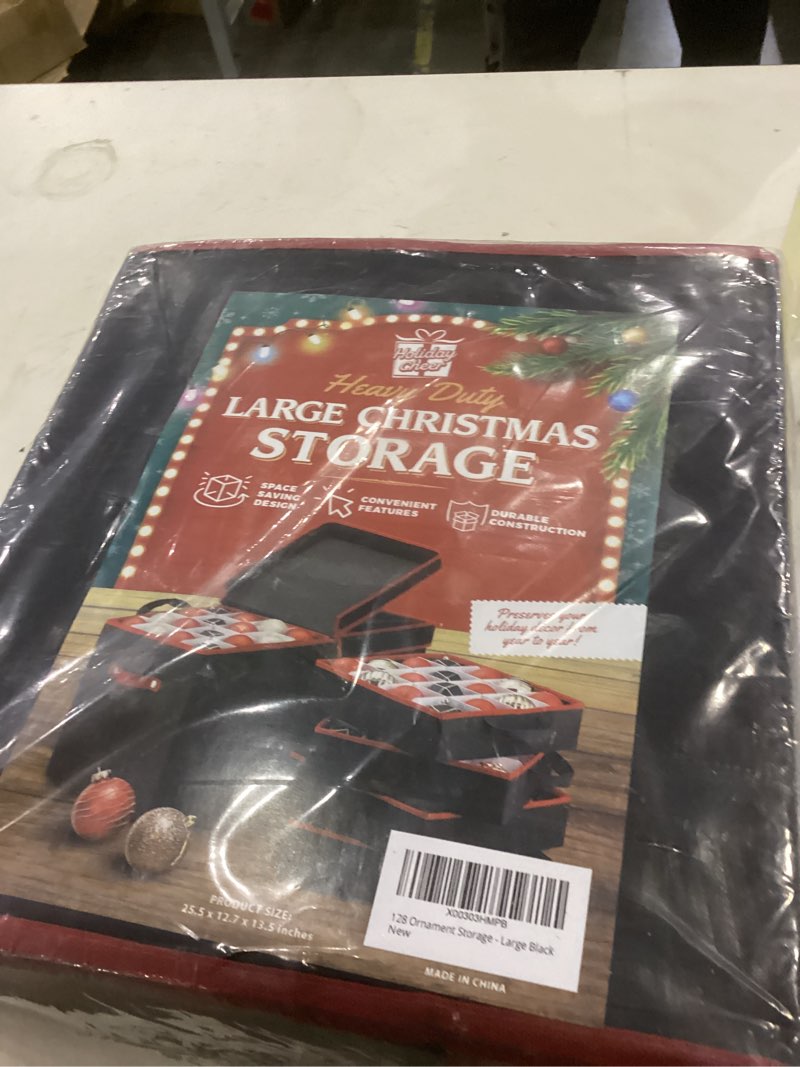 Holiday
Cheer
Heavy Duty
LARGE CHRISTMAS
STORAGE
SPACE
SAVING
DESIGN
CONVENIENT
FEATURES
DURABLE
CONSTRUCTION
Preserve your
holiday decor from
year to year!
PRODUCT SIZE:
25.5 x 12.7 x 13.5 inches
X00303HMPB
128 Ornament Storage - Large Black
New
MADE IN CHINA